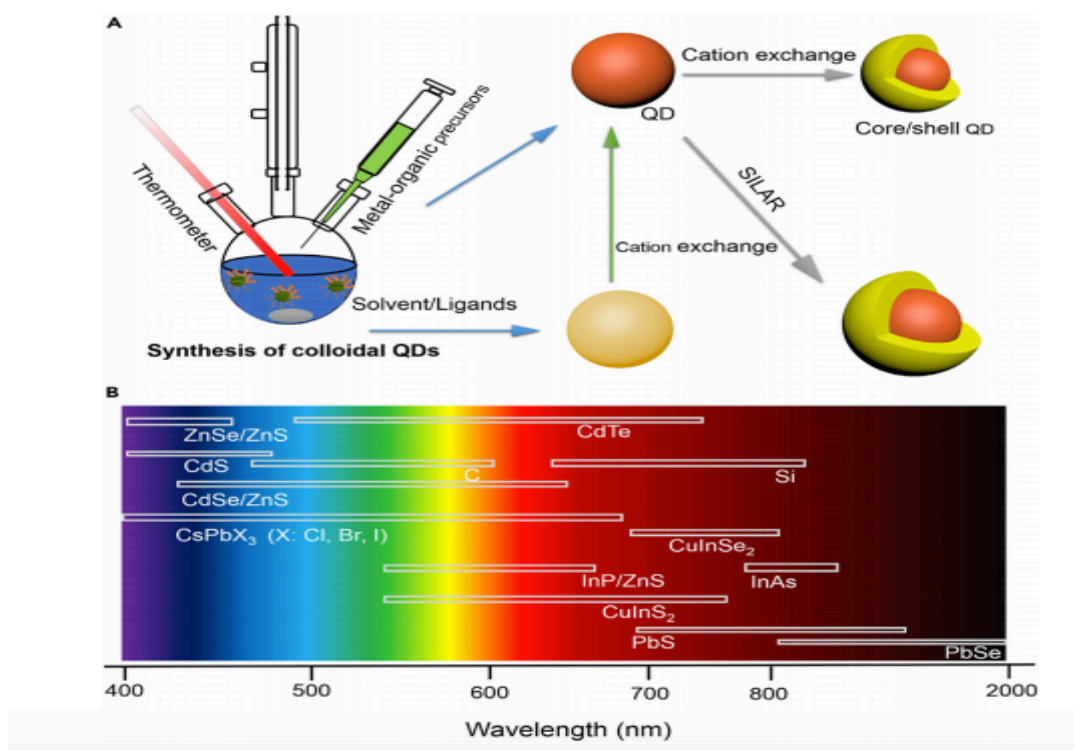 A
Thermometer
Metal-organic precursors
Solvent/Ligands
Synthesis of colloidal QDs
QD
Cation exchange
Core/shell QD
SILAR
Cation exchange
B
ZnSe/ZnS
CdTe
CdS
C
Si
CdSe/ZnS
CsPbX₃ (X: Cl, Br, I)
CuInSe₂
InP/ZnS
InAs
CuInS₂
PbS
PbSe
400 500 600 700 800 2000
Wavelength (nm)